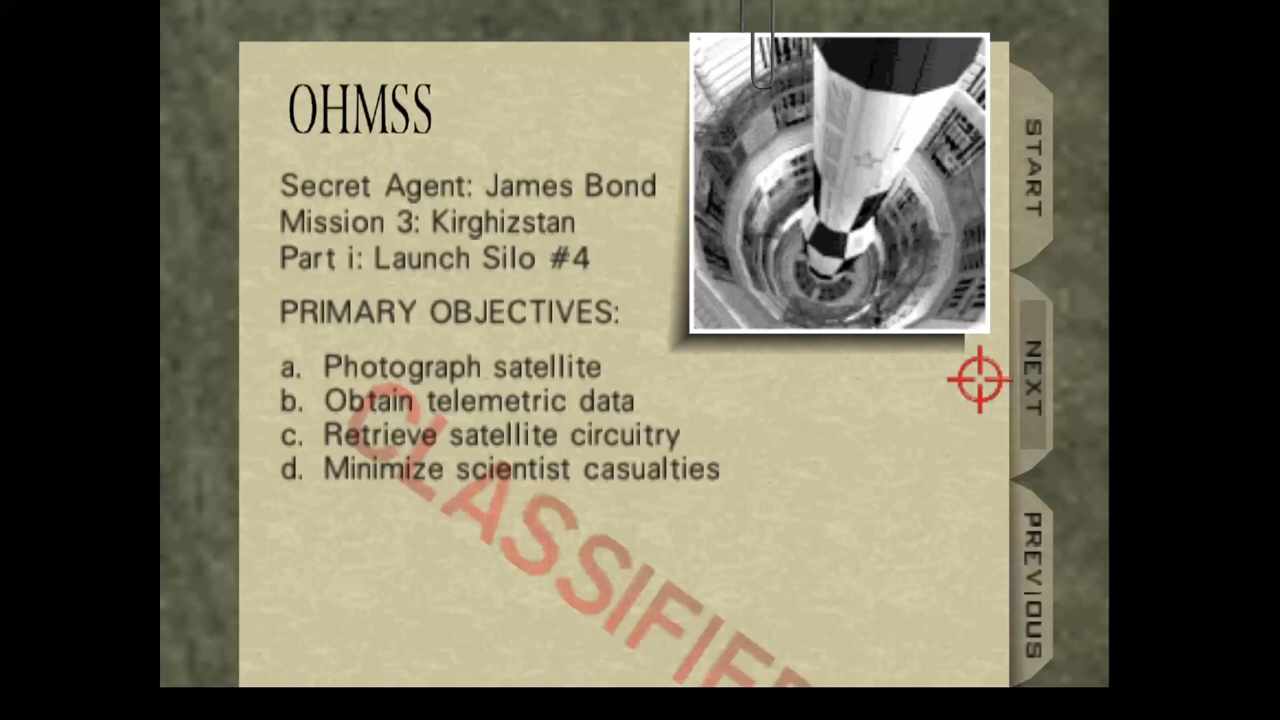 OHMSS
Secret Agent: James Bond
Mission 3: Kirghizstan
Part i: Launch Silo #4
PRIMARY OBJECTIVES:
a. Photograph satellite
b. Obtain telemetric data
c. Retrieve satellite circuitry
d. Minimize scientist casualties
CLASSIFIE
START
NEXT
PREVIOUS